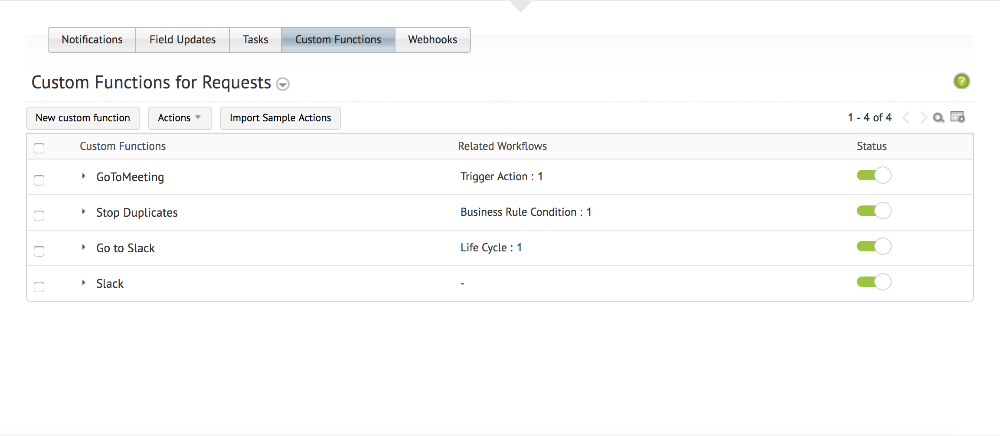 Notifications Field Updates Tasks Custom Functions Webhooks
Custom Functions for Requests
?
New custom function Actions Import Sample Actions 1 - 4 of 4
Custom Functions Related Workflows Status
GoToMeeting Trigger Action : 1
Stop Duplicates Business Rule Condition : 1
Go to Slack Life Cycle : 1
Slack -